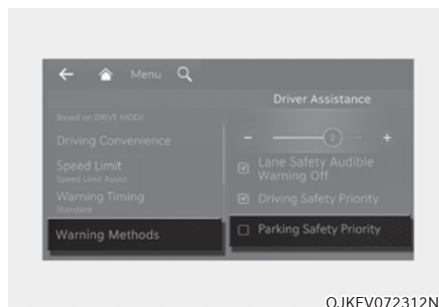 Menu
Driver Assistance
Based on DRIVE MODE
Driving Convenience
Speed Limit
Speed Limit Assist
Warning Timing
Standard
Warning Methods
- 2 +
Lane Safety Audible
Warning Off
Driving Safety Priority
Parking Safety Priority
OJKEV072312N